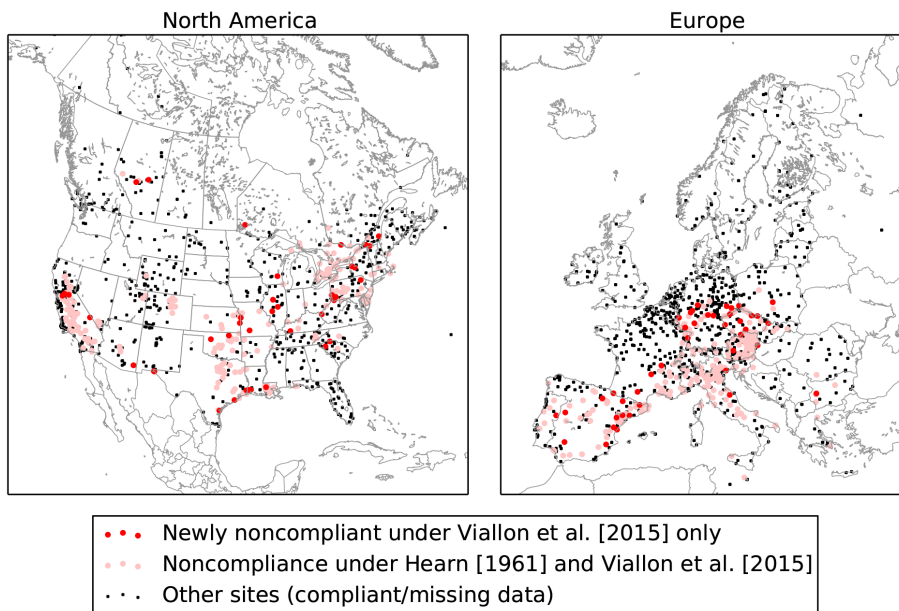 North America
Europe
Newly noncompliant under Viallon et al. [2015] only
Noncompliance under Hearn [1961] and Viallon et al. [2015]
Other sites (compliant/missing data)